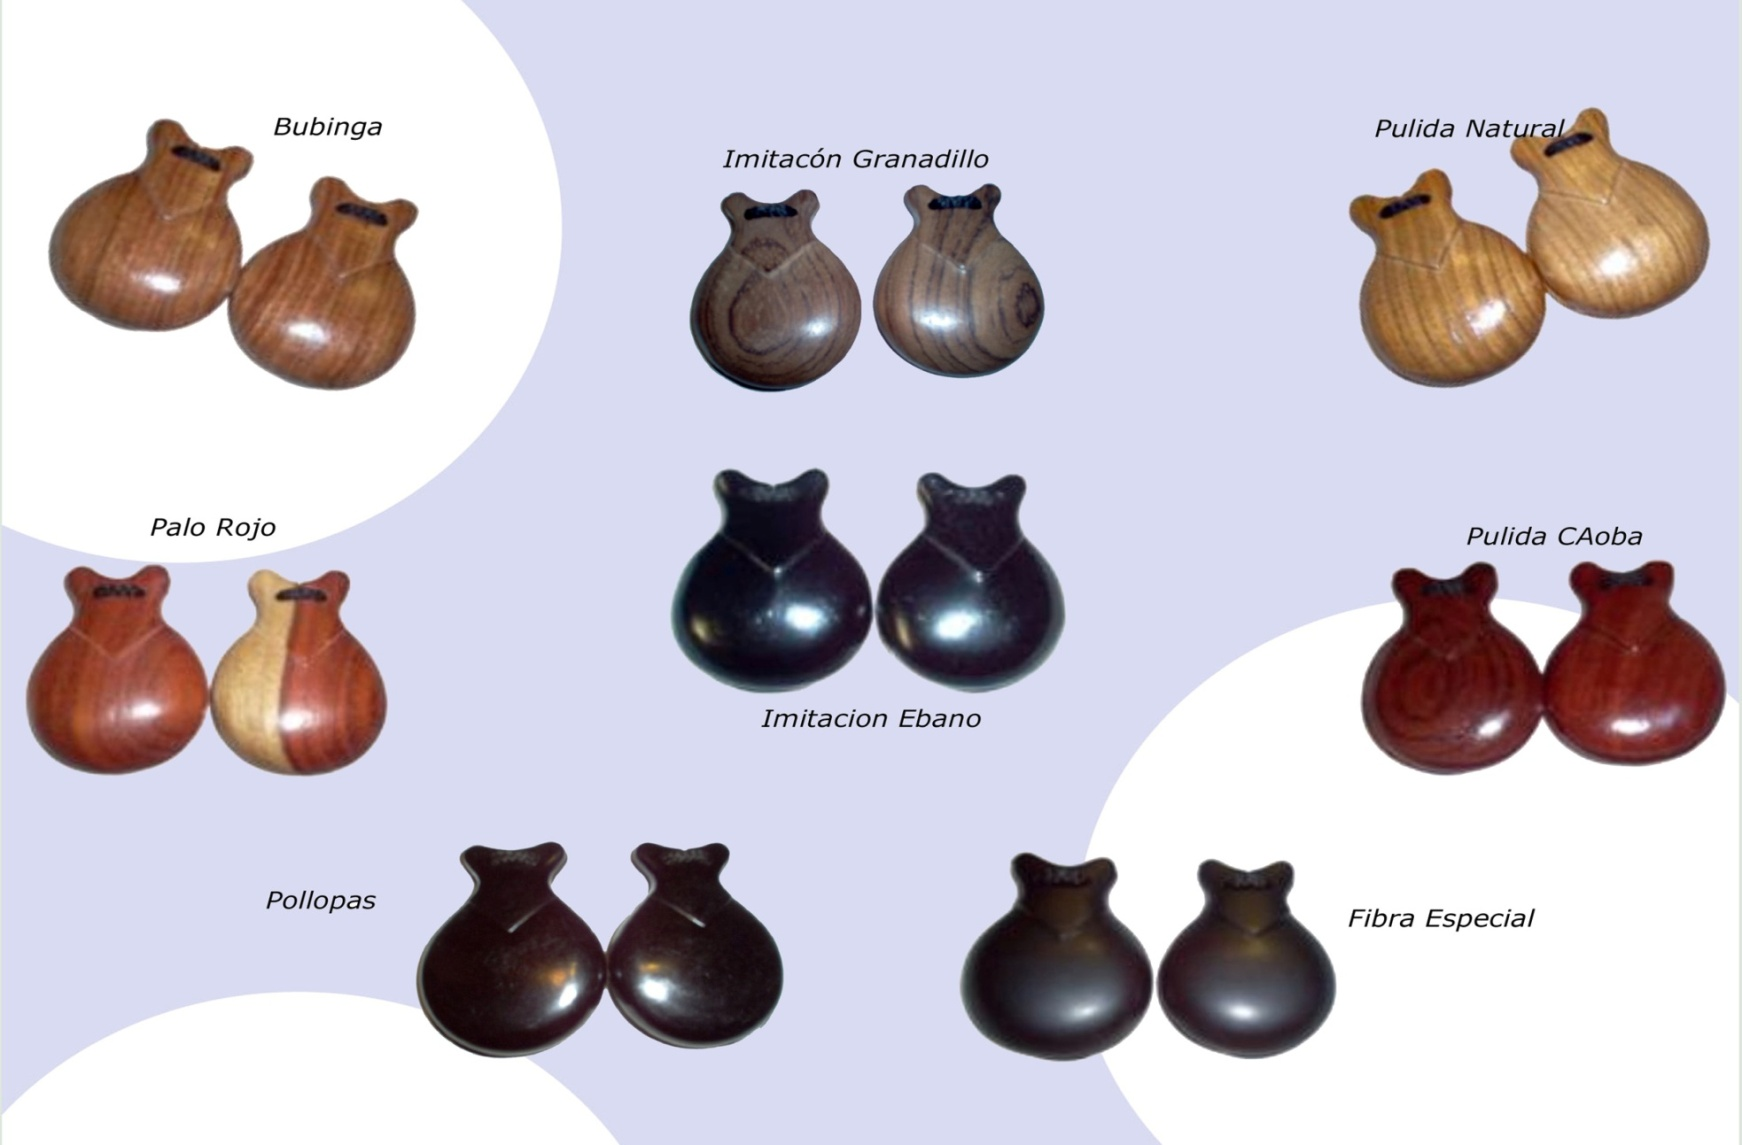 Bubinga
Imitacón Granadillo
Pulida Natural
Palo Rojo
Pulida CAoba
Imitacion Ebano
Pollopas
Fibra Especial